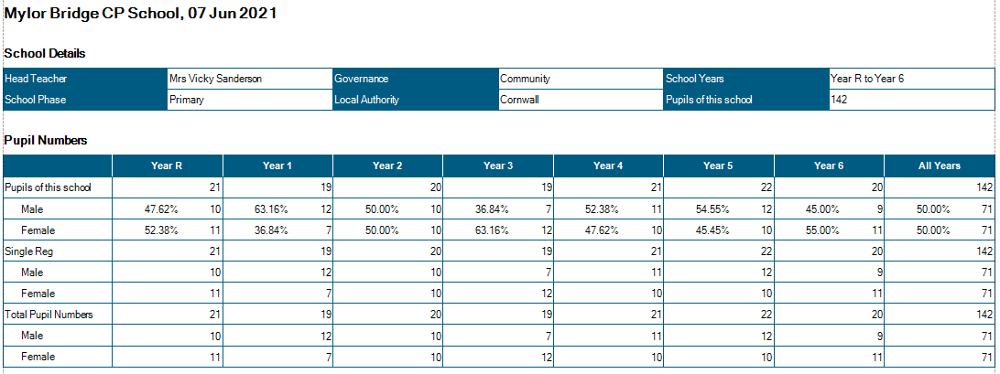 Mylor Bridge CP School, 07 Jun 2021
School Details
Head Teacher Mrs Vicky Sanderson Governance Community School Years Year R to Year 6
School Phase Primary Local Authority Cornwall Pupils of this school 142
Pupil Numbers
Year R Year 1 Year 2 Year 3 Year 4 Year 5 Year 6 All Years
Pupils of this school 21 19 20 19 21 22 20 142
Male 47.62% 10 63.16% 12 50.00% 10 36.84% 7 52.38% 11 54.55% 12 45.00% 9 50.00% 71
Female 52.38% 11 36.84% 7 50.00% 10 63.16% 12 47.62% 10 45.45% 10 55.00% 11 50.00% 71
Single Reg 21 19 20 19 21 22 20 142
Male 10 12 10 7 11 12 9 71
Female 11 7 10 12 10 10 11 71
Total Pupil Numbers 21 19 20 19 21 22 20 142
Male 10 12 10 7 11 12 9 71
Female 11 7 10 12 10 10 11 71